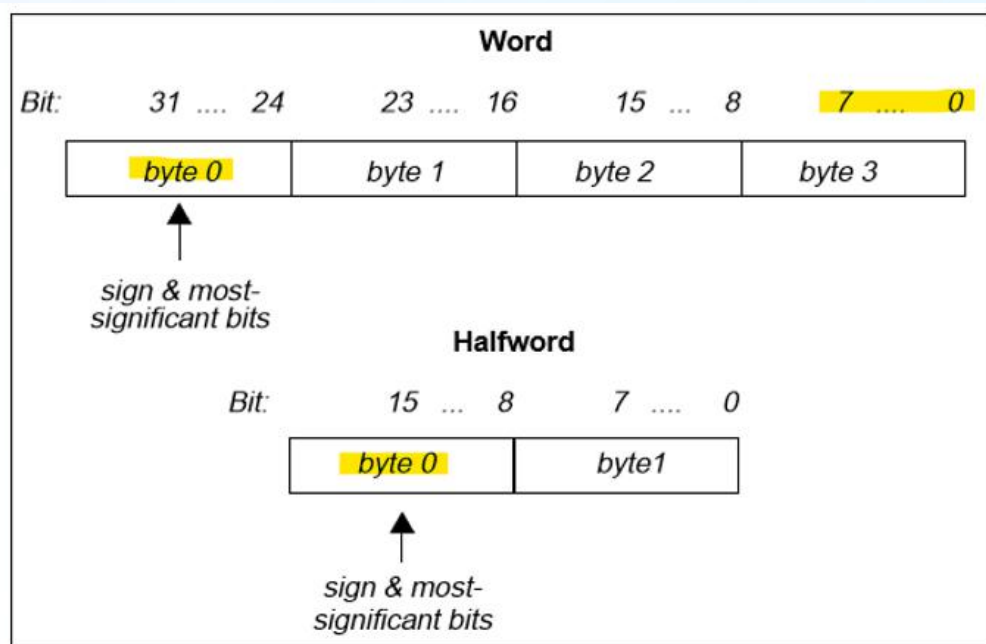 Word
Bit: 31 .... 24 23 .... 16 15 ... 8 7 .... 0
byte 0 byte 1 byte 2 byte 3
sign & most-
significant bits
Halfword
Bit: 15 ... 8 7 .... 0
byte 0 byte1
sign & most-
significant bits